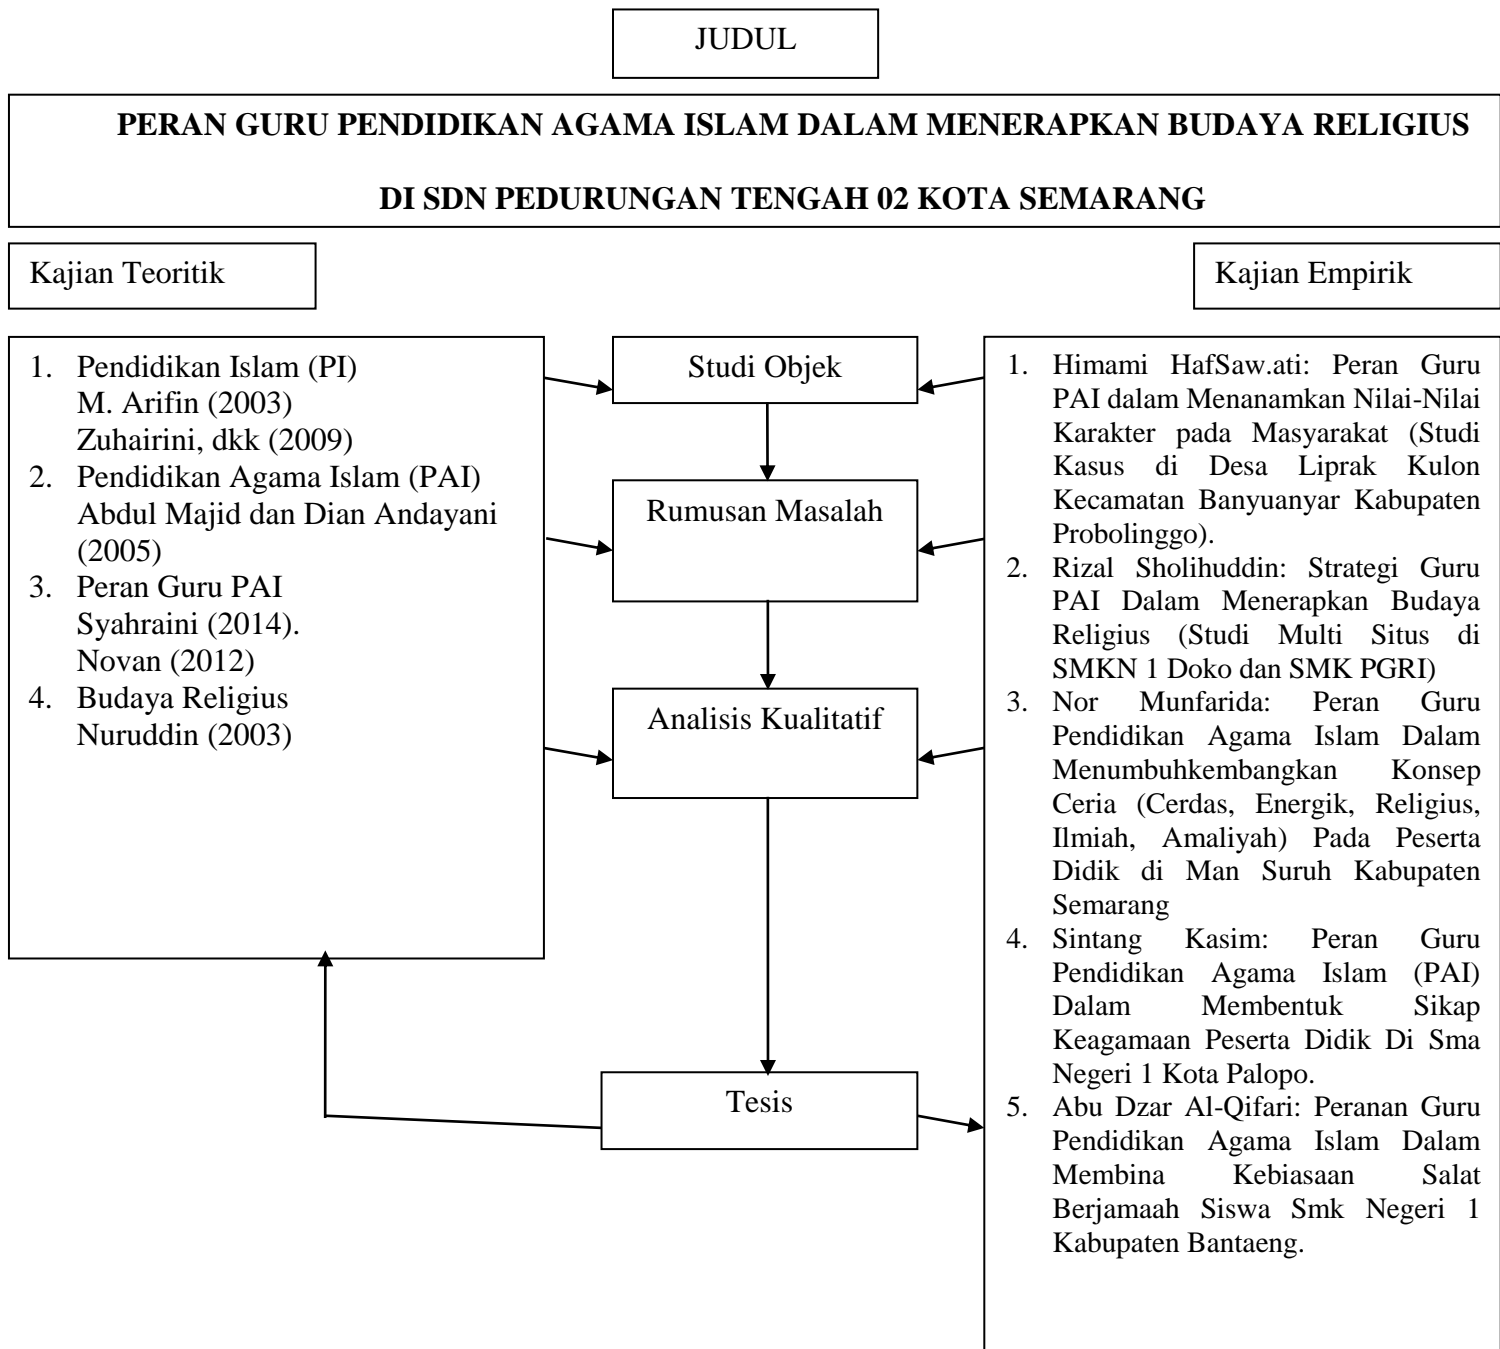 JUDUL
PERAN GURU PENDIDIKAN AGAMA ISLAM DALAM MENERAPKAN BUDAYA RELIGIUS
DI SDN PEDURUNGAN TENGAH 02 KOTA SEMARANG
Kajian Teoritik
Kajian Empirik
1. Pendidikan Islam (PI)
M. Arifin (2003)
Zuhairini, dkk (2009)
2. Pendidikan Agama Islam (PAI)
Abdul Majid dan Dian Andayani
(2005)
3. Peran Guru PAI
Syahraini (2014).
Novan (2012)
4. Budaya Religius
Nuruddin (2003)
Studi Objek
Rumusan Masalah
Analisis Kualitatif
Tesis
1. Himami HafSaw.ati: Peran Guru
PAI dalam Menanamkan Nilai-Nilai
Karakter pada Masyarakat (Studi
Kasus di Desa Liprak Kulon
Kecamatan Banyuanyar Kabupaten
Probolinggo).
2. Rizal Sholihuddin: Strategi Guru
PAI Dalam Menerapkan Budaya
Religius (Studi Multi Situs di
SMKN 1 Doko dan SMK PGRI)
3. Nor Munfarida: Peran Guru
Pendidikan Agama Islam Dalam
Menumbuhkembangkan Konsep
Ceria (Cerdas, Energik, Religius,
Ilmiah, Amaliyah) Pada Peserta
Didik di Man Suruh Kabupaten
Semarang
4. Sintang Kasim: Peran Guru
Pendidikan Agama Islam (PAI)
Dalam Membentuk Sikap
Keagamaan Peserta Didik Di Sma
Negeri 1 Kota Palopo.
5. Abu Dzar Al-Qifari: Peranan Guru
Pendidikan Agama Islam Dalam
Membina Kebiasaan Salat
Berjamaah Siswa Smk Negeri 1
Kabupaten Bantaeng.